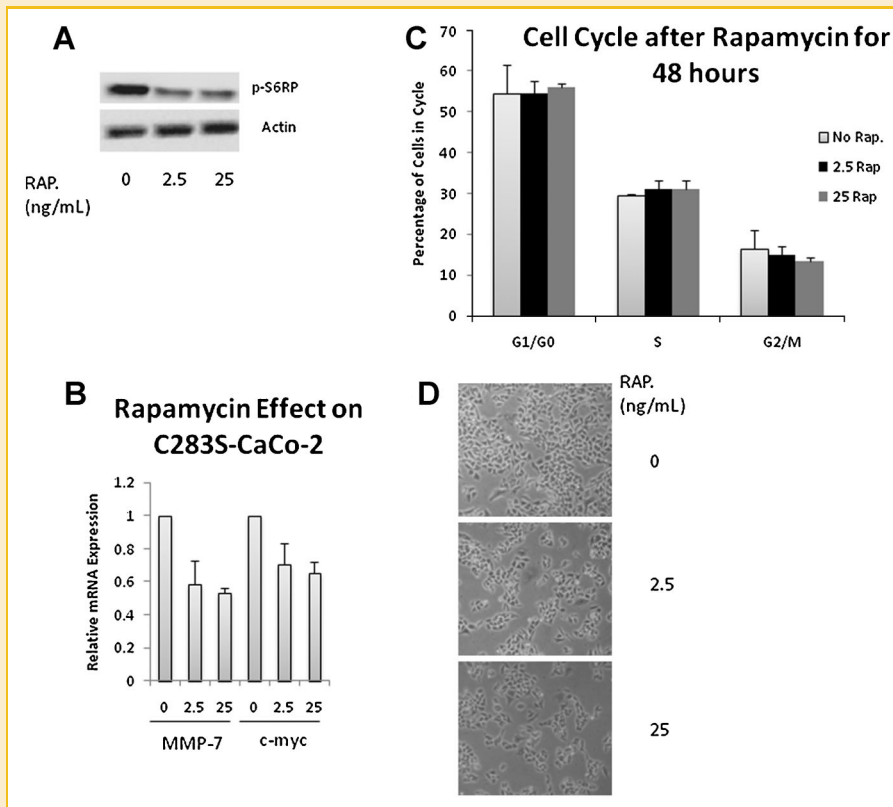 A
p-S6RP
Actin
RAP.
(ng/mL)
0 2.5 25
B
Rapamycin Effect on
C283S-CaCo-2
Relative mRNA Expression
1.2
1
0.8
0.6
0.4
0.2
0
0 2.5 25 0 2.5 25
MMP-7 c-myc
C
Cell Cycle after Rapamycin for
48 hours
Percentage of Cells in Cycle
70
60
50
40
30
20
10
0
G1/G0 S G2/M
No Rap.
2.5 Rap
25 Rap
D
RAP.
(ng/mL)
0
2.5
25